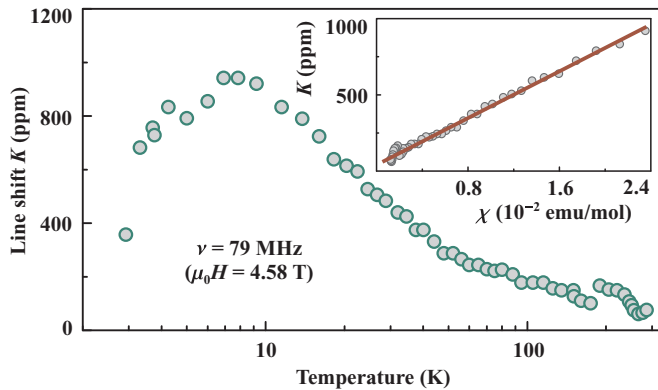 1200
800
400
0
Line shift K (ppm)
10
100
Temperature (K)
ν = 79 MHz
(μ₀H = 4.58 T)
1000
500
K (ppm)
0.8
1.6
2.4
χ (10⁻² emu/mol)